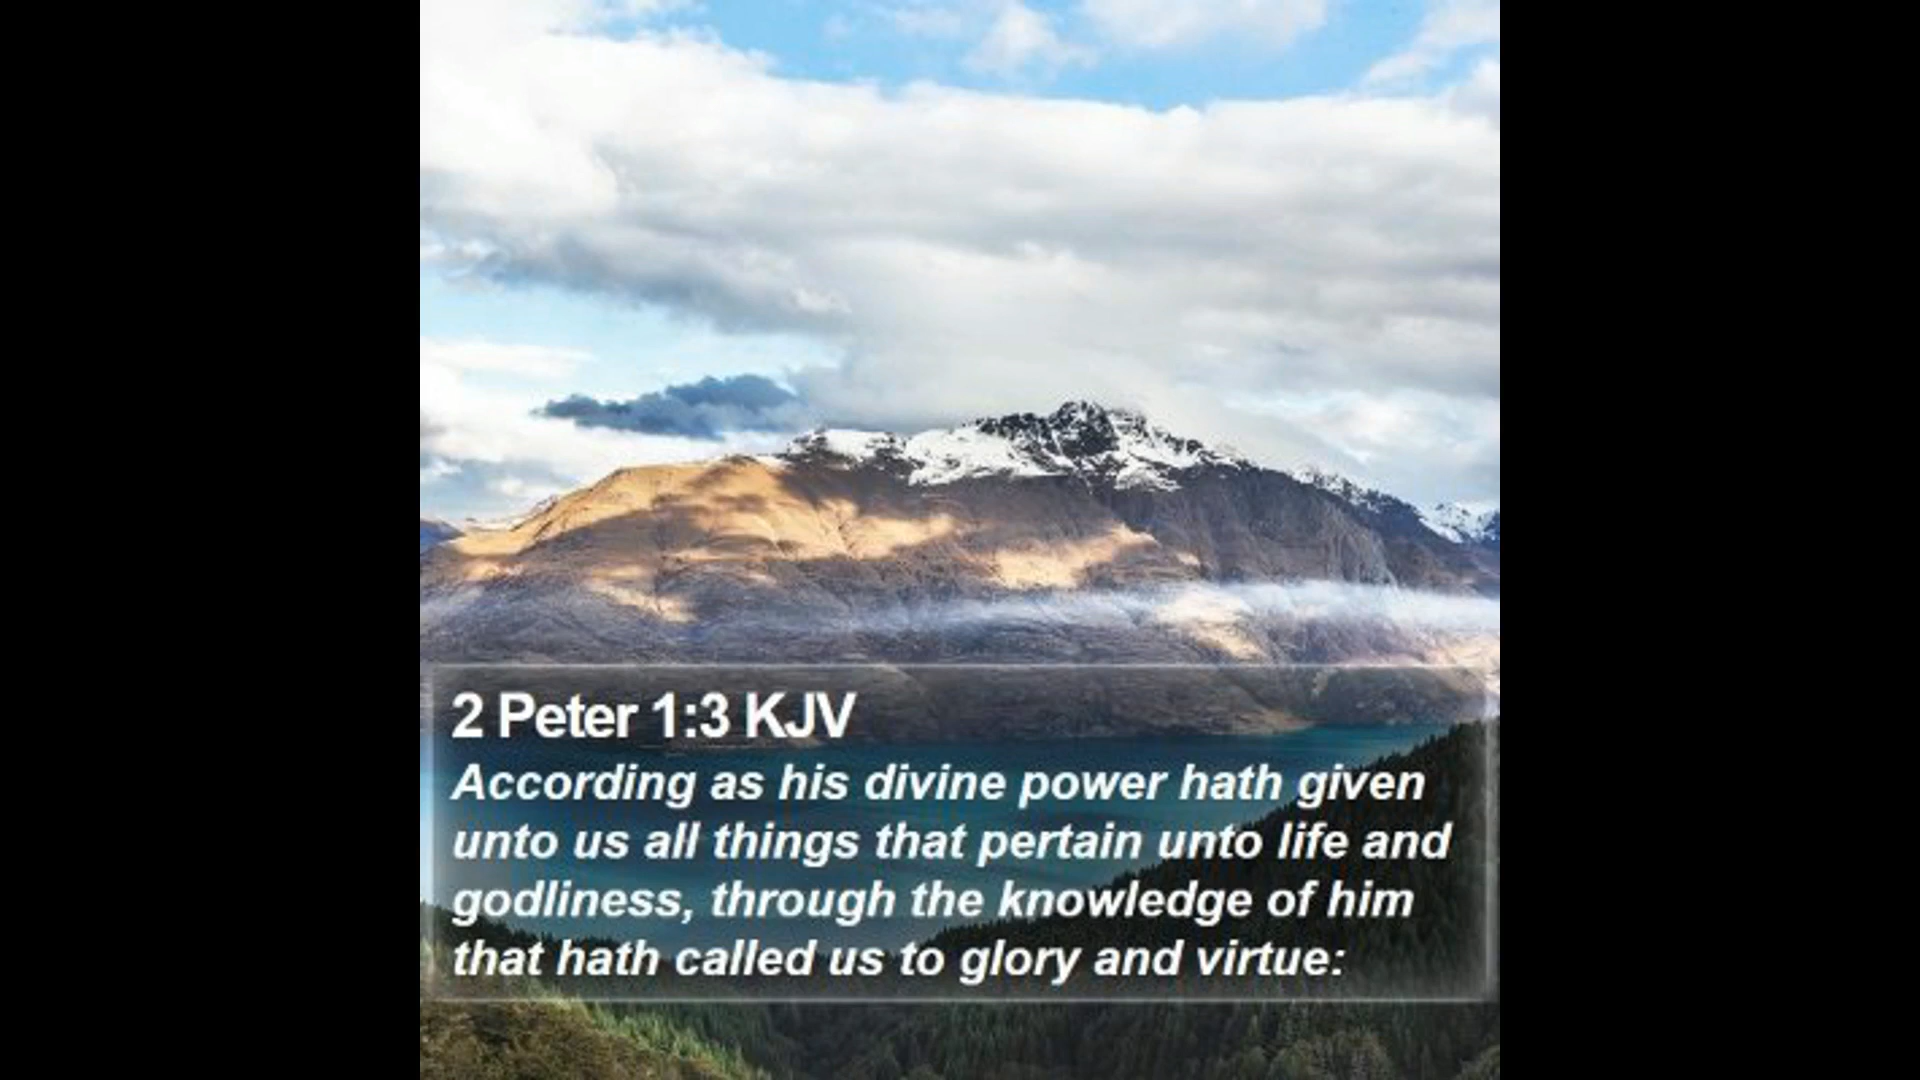 2 Peter 1:3 KJV
According as his divine power hath given
unto us all things that pertain unto life and
godliness, through the knowledge of him
that hath called us to glory and virtue: